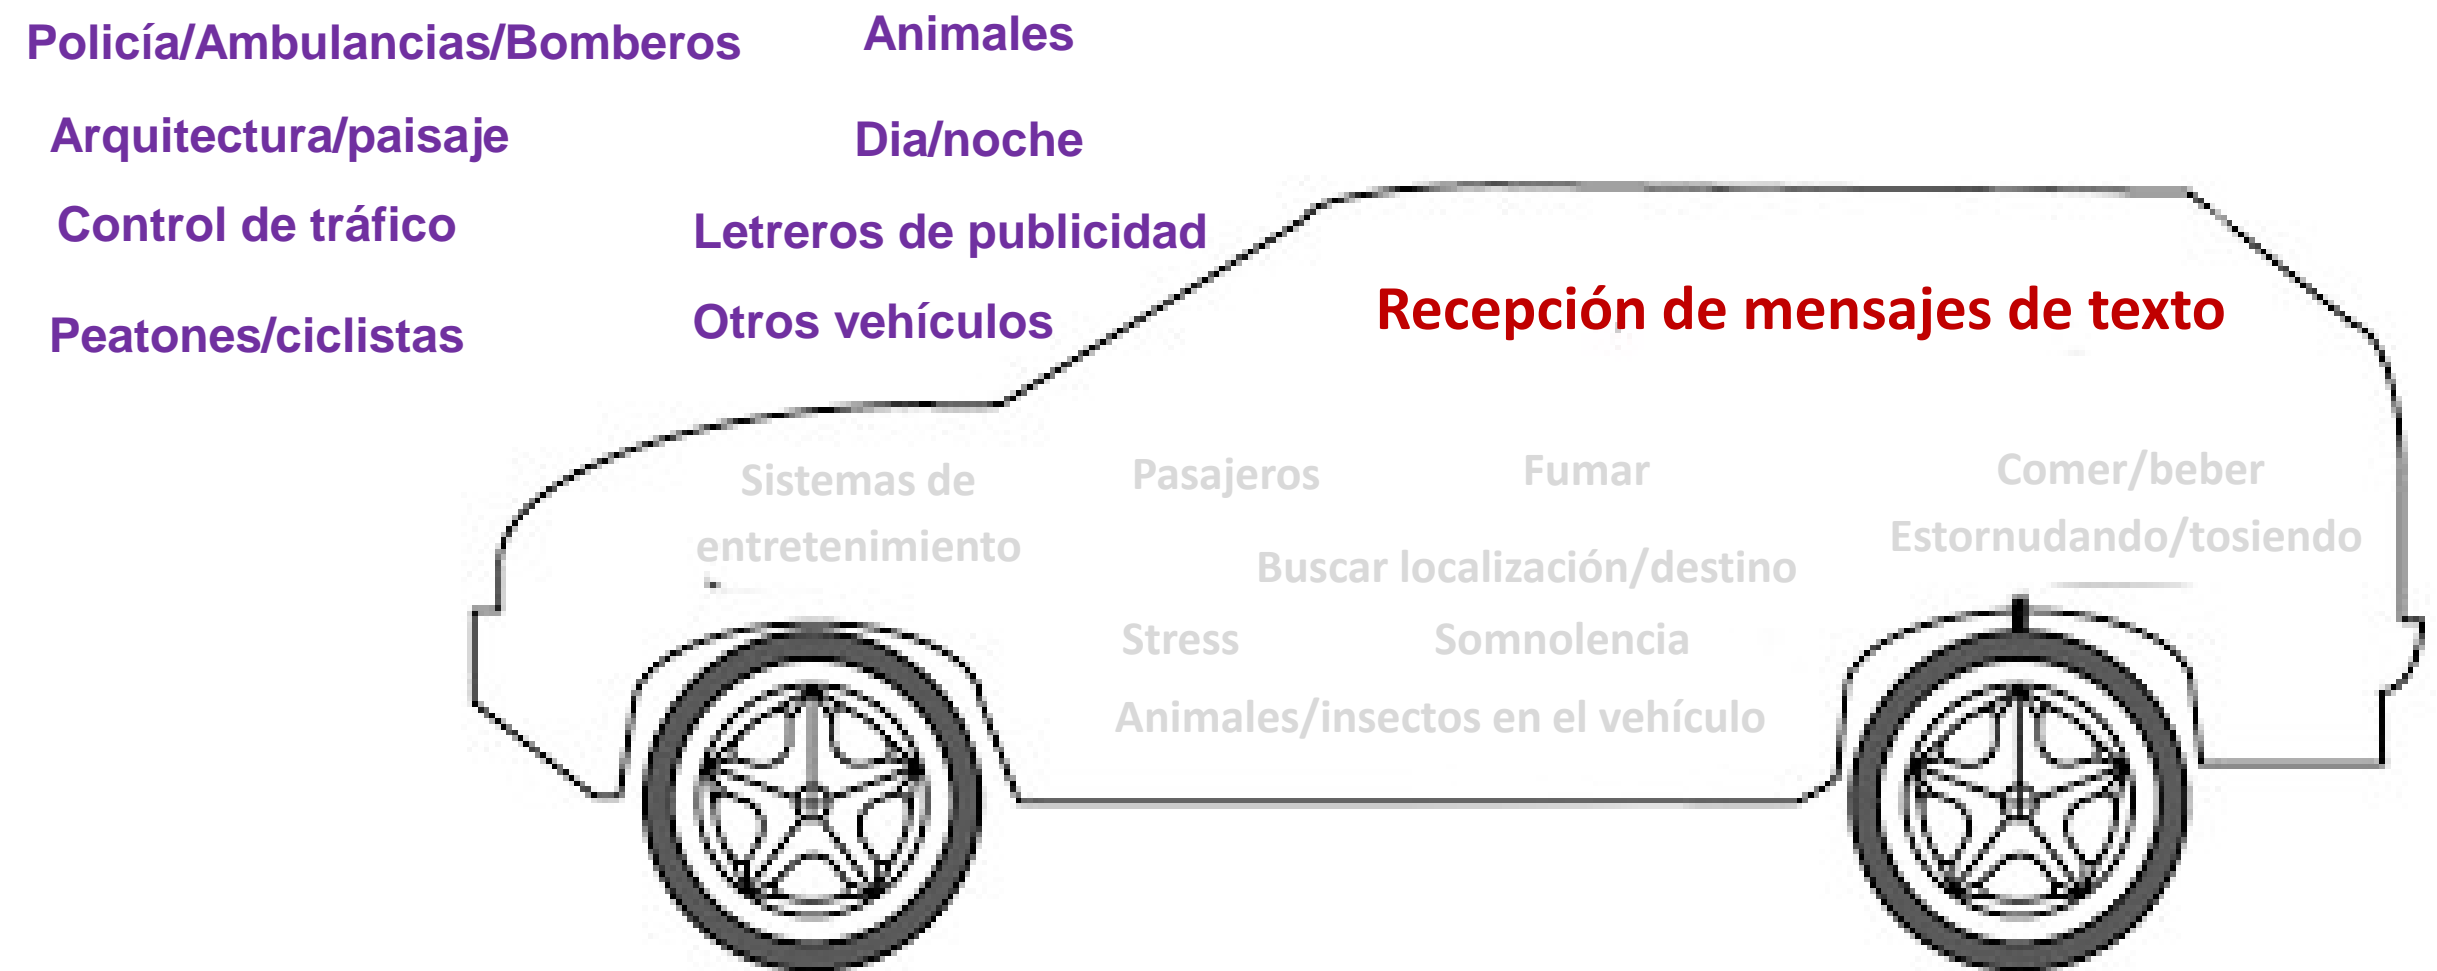 Policía/Ambulancias/Bomberos
Animales
Arquitectura/paisaje
Dia/noche
Control de tráfico
Letreros de publicidad
Peatones/ciclistas
Otros vehículos
Recepción de mensajes de texto
Sistemas de
entretenimiento
Pasajeros
Fumar
Comer/beber
Estornudando/tosiendo
Buscar localización/destino
Stress
Somnolencia
Animales/insectos en el vehículo